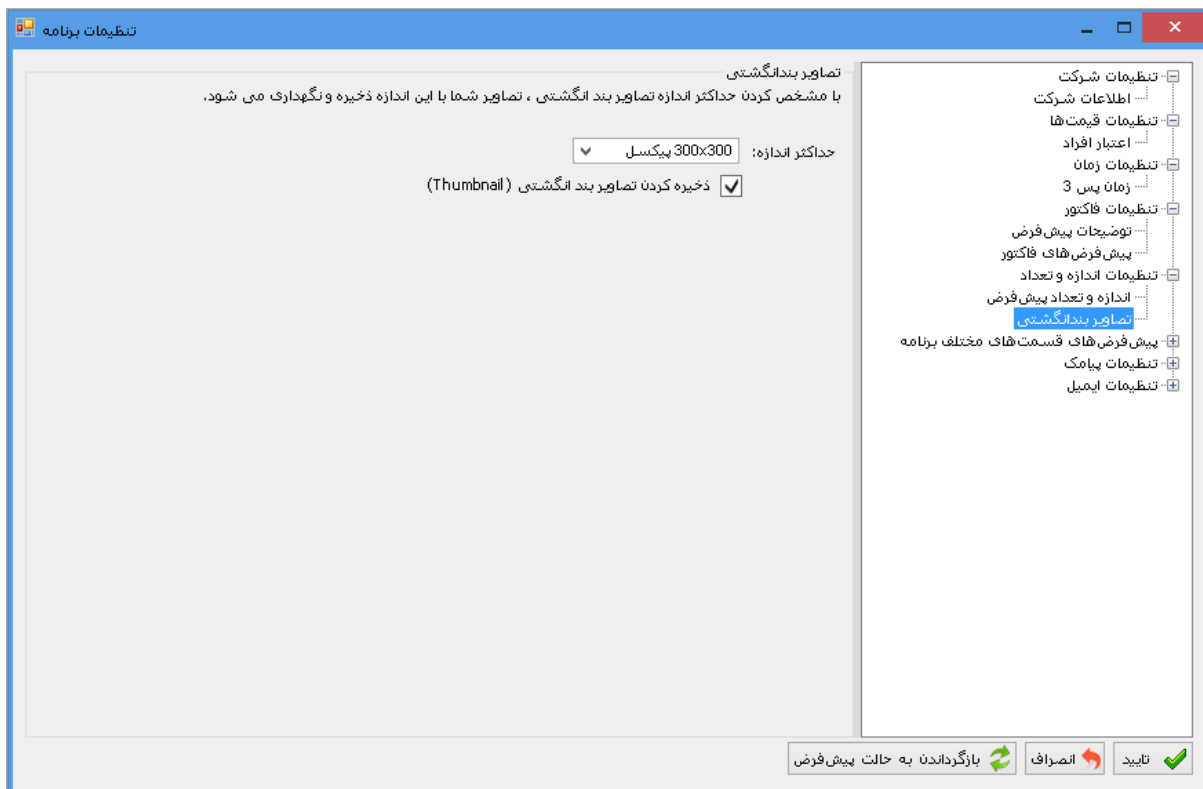 تنظیمات برنامه
تنظیمات شرکت
اطلاعات شرکت
تنظیمات قیمت‌ها
اعتبار افراد
تنظیمات زمان
زمان پس 3
تنظیمات فاکتور
توضیحات پیش‌فرض
پیش‌فرض‌های فاکتور
تنظیمات اندازه و تعداد
اندازه و تعداد پیش‌فرض
تصاویر بندانگشتی
پیش‌فرض‌های قسمت‌های مختلف برنامه
تنظیمات پیامک
تنظیمات ایمیل
تصاویر بندانگشتی
با مشخص کردن حداکثر اندازه تصاویر بند انگشتی ، تصاویر شما با این اندازه ذخیره و نگهداری می شود.
حداکثر اندازه: 300x300 پیکسل
ذخیره کردن تصاویر بند انگشتی (Thumbnail)
تایید انصراف بازگرداندن به حالت پیش‌فرض